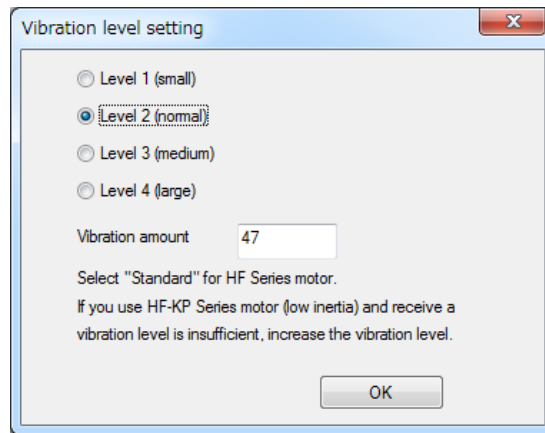 Vibration level setting
Level 1 (small)
Level 2 (normal)
Level 3 (medium)
Level 4 (large)
Vibration amount 47
Select "Standard" for HF Series motor.
If you use HF-KP Series motor (low inertia) and receive a
vibration level is insufficient, increase the vibration level.
OK